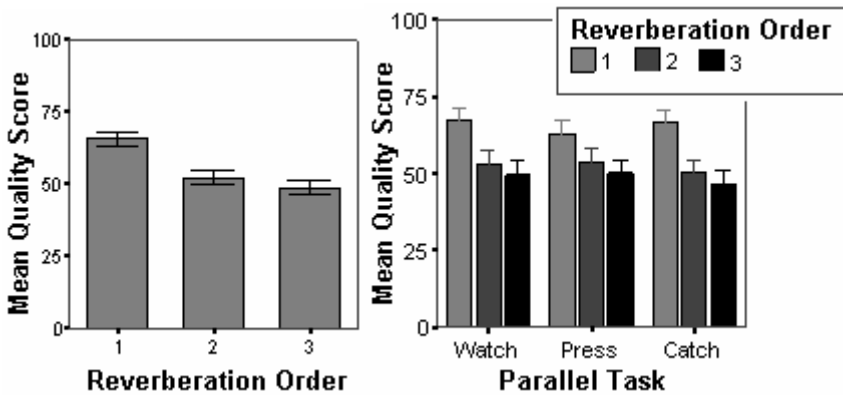 Mean Quality Score
100
75
50
25
0
1 2 3
Reverberation Order
Reverberation Order
1 2 3
Mean Quality Score
100
75
50
25
0
Watch Press Catch
Parallel Task